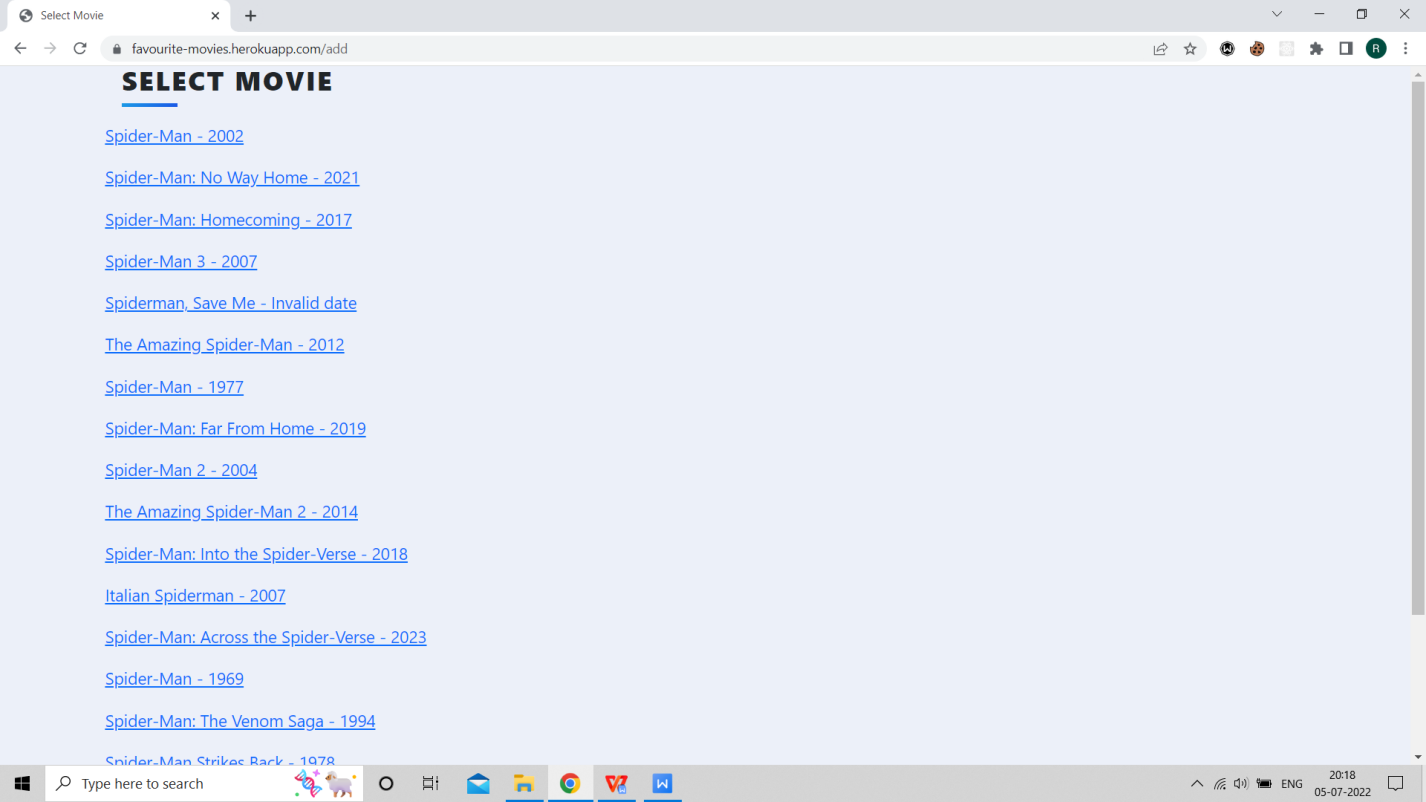 Select Movie
favourite-movies.herokuapp.com/add
R
SELECT MOVIE
Spider-Man - 2002
Spider-Man: No Way Home - 2021
Spider-Man: Homecoming - 2017
Spider-Man 3 - 2007
Spiderman, Save Me - Invalid date
The Amazing Spider-Man - 2012
Spider-Man - 1977
Spider-Man: Far From Home - 2019
Spider-Man 2 - 2004
The Amazing Spider-Man 2 - 2014
Spider-Man: Into the Spider-Verse - 2018
Italian Spiderman - 2007
Spider-Man: Across the Spider-Verse - 2023
Spider-Man - 1969
Spider-Man: The Venom Saga - 1994
Spider-Man Strikes Back - 1978
Type here to search
ENG
20:18
05-07-2022